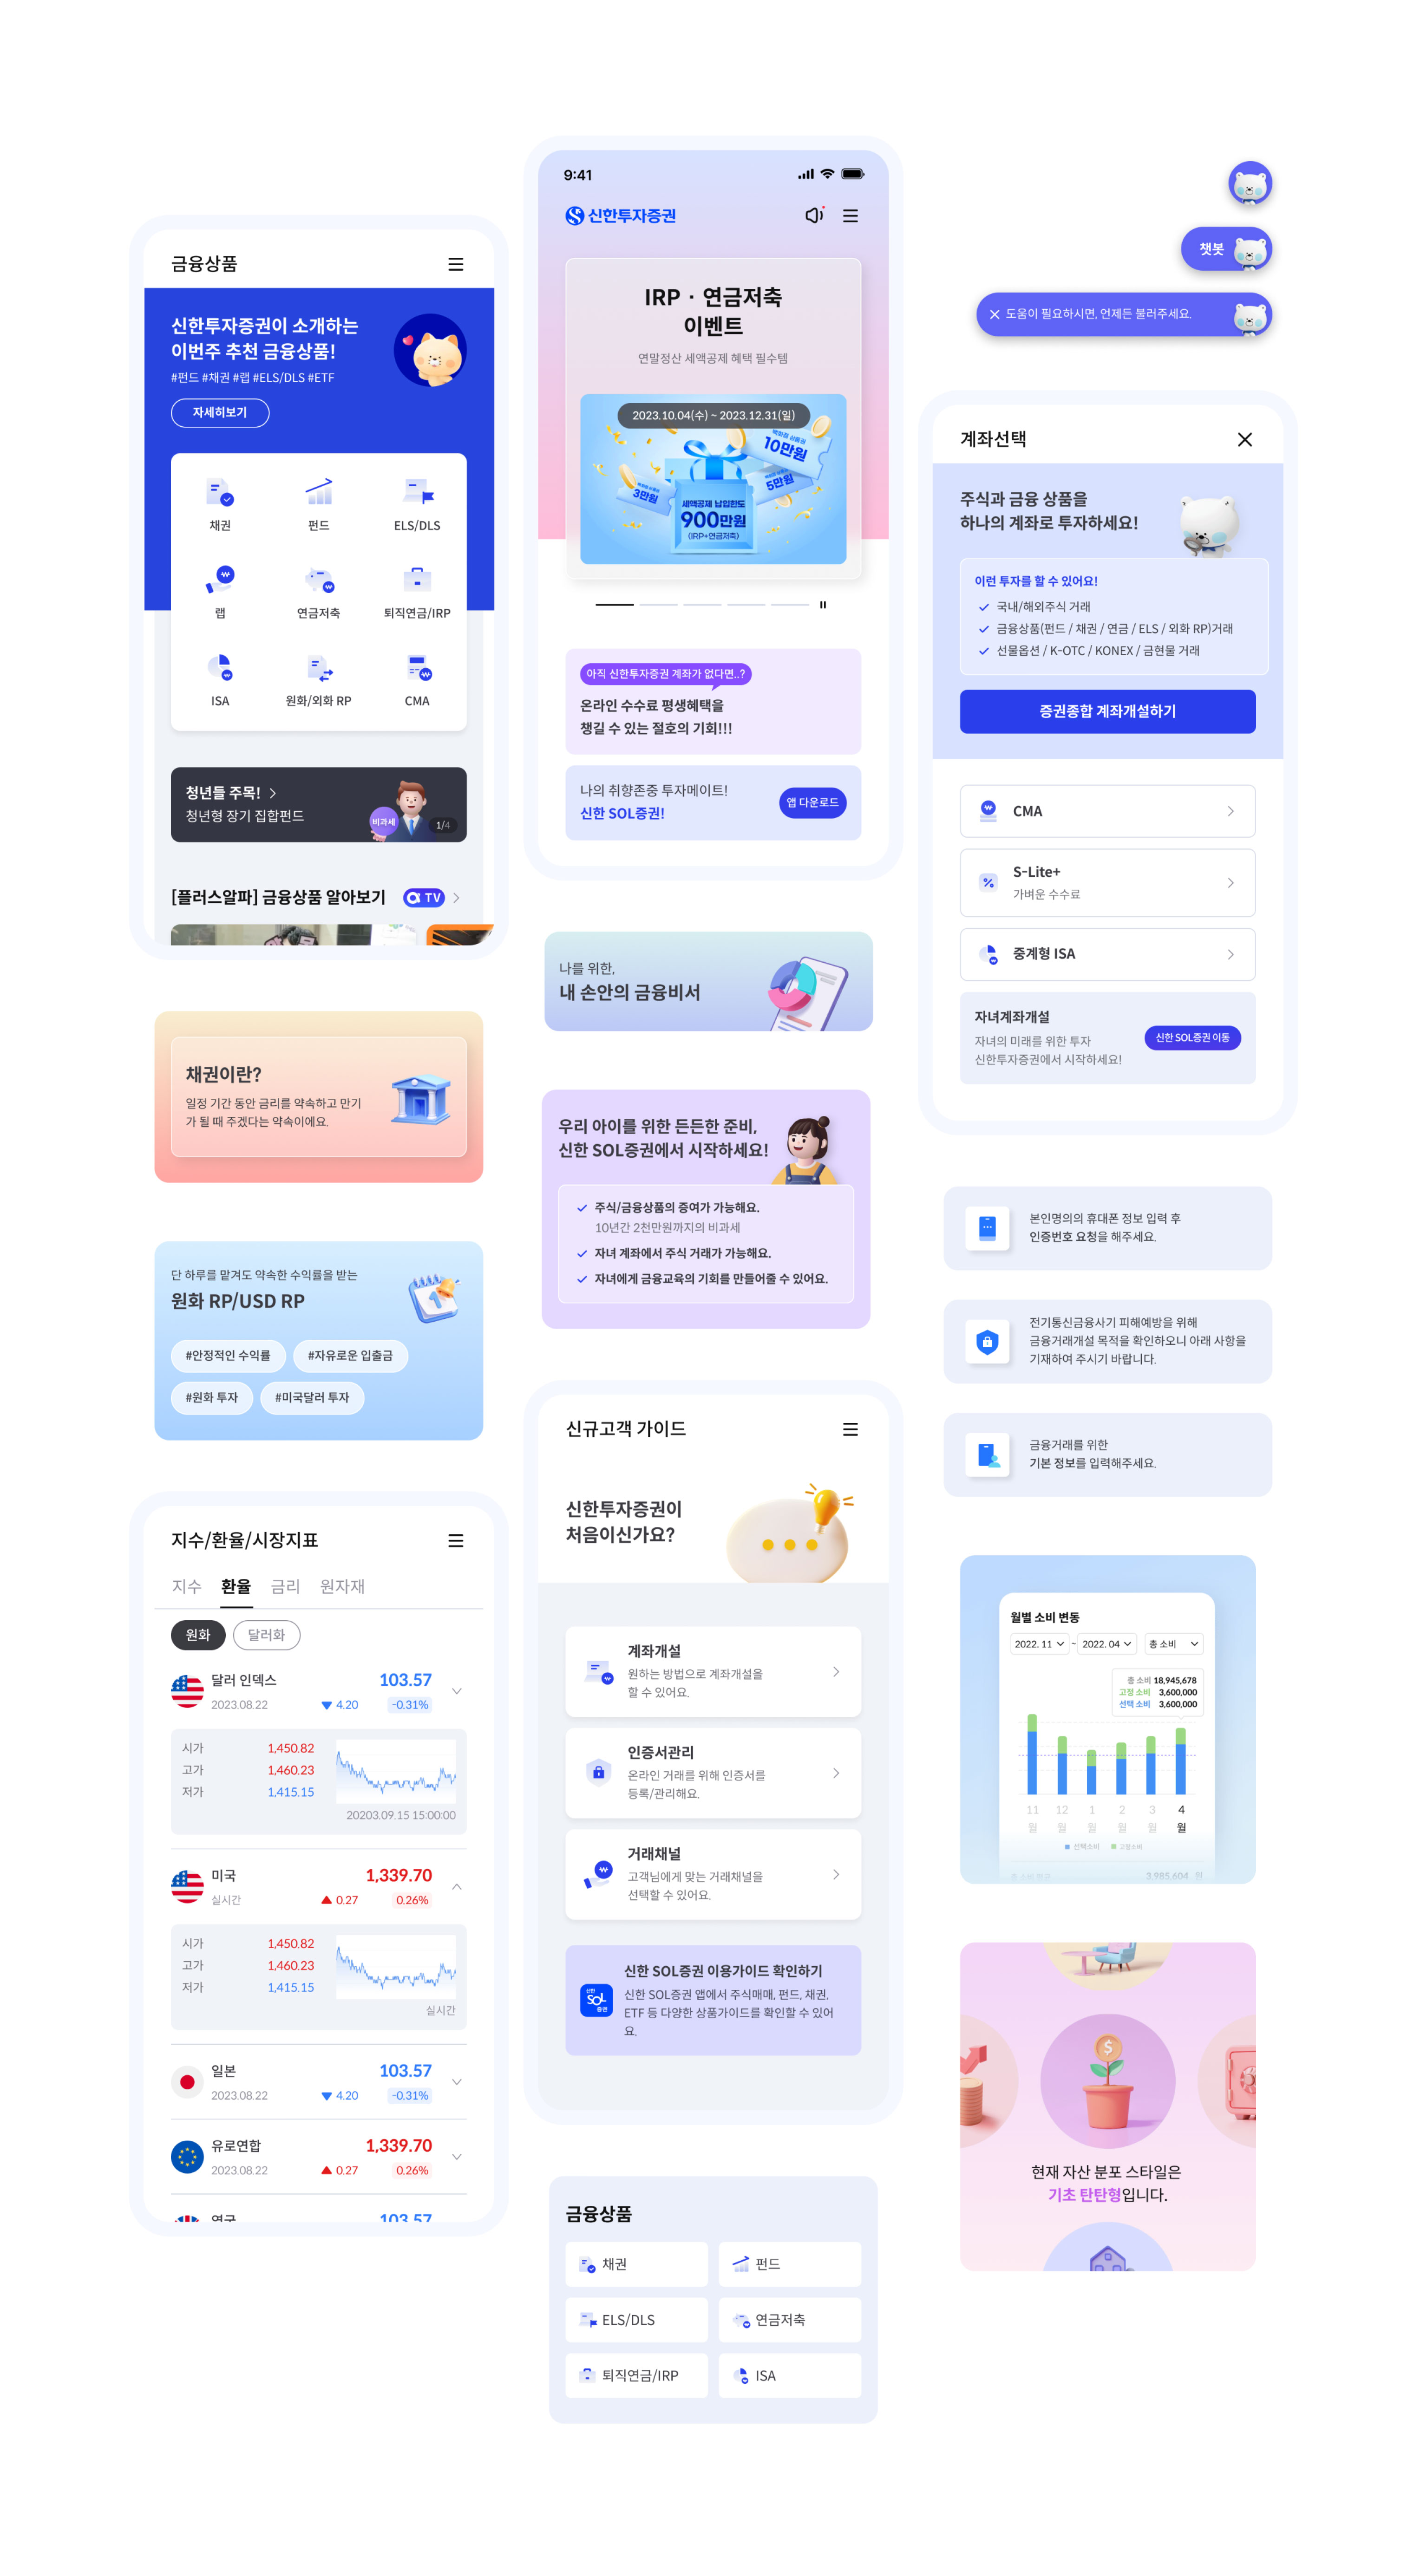 금융상품
신한투자증권이 소개하는
이번주 추천 금융상품!
#펀드 #채권 #랩 #ELS/DLS #ETF
자세히보기
채권
펀드
ELS/DLS
랩
연금저축
퇴직연금/IRP
ISA
원화/외화 RP
CMA
청년들 주목!
청년형 장기 집합펀드
비과세
1/4
[플러스알파] 금융상품 알아보기
TV
채권이란?
일정 기간 동안 금리를 약속하고 만기
가 될 때 주겠다는 약속이에요.
단 하루를 맡겨도 약속한 수익률을 받는
원화 RP/USD RP
#안정적인 수익률
#자유로운 입출금
#원화 투자
#미국달러 투자
지수/환율/시장지표
지수 환율 금리 원자재
원화
달러화
달러 인덱스
103.57
2023.08.22
▼ 4.20
-0.31%
시가 1,450.82
고가 1,460.23
저가 1,415.15
20203.09.15 15:00:00
미국
1,339.70
실시간
▲ 0.27
0.26%
시가 1,450.82
고가 1,460.23
저가 1,415.15
실시간
일본
103.57
2023.08.22
▼ 4.20
-0.31%
유로연합
1,339.70
2023.08.22
▲ 0.27
0.26%
영국
103.57
9:41
신한투자증권
IRP · 연금저축
이벤트
연말정산 세액공제 혜택 필수템
2023.10.04(수) ~ 2023.12.31(일)
백화점 상품권
10만원
5만원
3만원
세액공제 납입한도
900만원
(IRP+연금저축)
아직 신한투자증권 계좌가 없다면..?
온라인 수수료 평생혜택을
챙길 수 있는 절호의 기회!!!
나의 취향존중 투자메이트!
신한 SOL증권!
앱 다운로드
나를 위한,
내 손안의 금융비서
우리 아이를 위한 든든한 준비,
신한 SOL증권에서 시작하세요!
주식/금융상품의 증여가 가능해요.
10년간 2천만원까지의 비과세
자녀 계좌에서 주식 거래가 가능해요.
자녀에게 금융교육의 기회를 만들어줄 수 있어요.
신규고객 가이드
신한투자증권이
처음이신가요?
계좌개설
원하는 방법으로 계좌개설을
할 수 있어요.
인증서관리
온라인 거래를 위해 인증서를
등록/관리해요.
거래채널
고객님에게 맞는 거래채널을
선택할 수 있어요.
신한
SOL
증권
신한 SOL증권 이용가이드 확인하기
신한 SOL증권 앱에서 주식매매, 펀드, 채권,
ETF 등 다양한 상품가이드를 확인할 수 있어
요.
금융상품
채권
펀드
ELS/DLS
연금저축
퇴직연금/IRP
ISA
챗봇
도움이 필요하시면, 언제든 불러주세요.
계좌선택
주식과 금융 상품을
하나의 계좌로 투자하세요!
이런 투자를 할 수 있어요!
국내/해외주식 거래
금융상품(펀드 / 채권 / 연금 / ELS / 외화 RP)거래
선물옵션 / K-OTC / KONEX / 금현물 거래
증권종합 계좌개설하기
CMA
S-Lite+
가벼운 수수료
중계형 ISA
자녀계좌개설
자녀의 미래를 위한 투자
신한투자증권에서 시작하세요!
신한 SOL증권 이동
본인명의의 휴대폰 정보 입력 후
인증번호 요청을 해주세요.
전기통신금융사기 피해예방을 위해
금융거래개설 목적을 확인하오니 아래 사항을
기재하여 주시기 바랍니다.
금융거래를 위한
기본 정보를 입력해주세요.
월별 소비 변동
2022. 11 ~ 2022. 04
총 소비
총 소비 18,945,678
고정 소비 3,600,000
선택 소비 3,600,000
11 12 1 2 3 4
월 월 월 월 월 월
선택소비 고정소비
총 소비 평균 3,985,604 원
현재 자산 분포 스타일은
기초 탄탄형입니다.